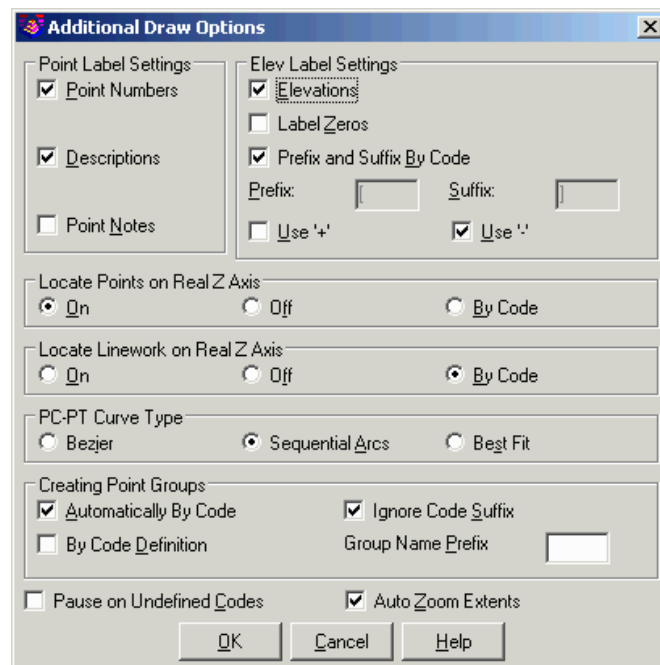 Additional Draw Options
Point Label Settings
Point Numbers
Descriptions
Point Notes
Elev Label Settings
Elevations
Label Zeros
Prefix and Suffix By Code
Prefix: [ Suffix: ]
Use '+' Use '-'
Locate Points on Real Z Axis
On Off By Code
Locate Linework on Real Z Axis
On Off By Code
PC-PT Curve Type
Bezier Sequential Arcs Best Fit
Creating Point Groups
Automatically By Code Ignore Code Suffix
By Code Definition Group Name Prefix
Pause on Undefined Codes Auto Zoom Extents
OK Cancel Help